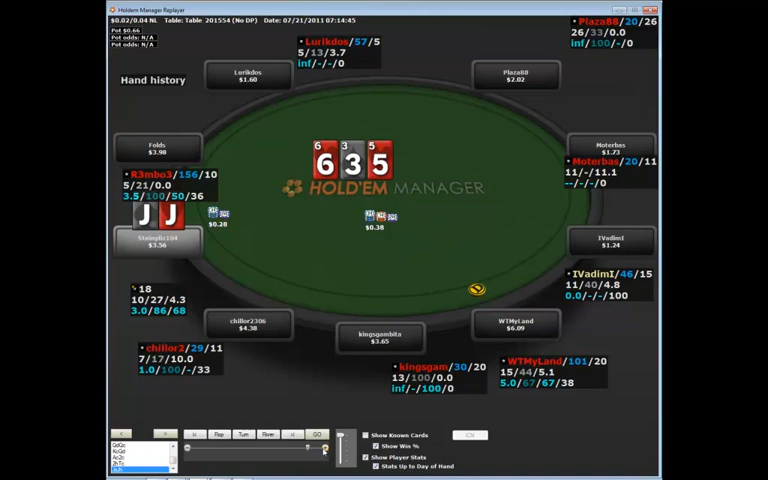 Holdem Manager Replayer
$0.02/0.04 NL Table: Table 201554 (No DP) Date: 07/21/2011 07:14:45
Pot $0.66
Pot odds: N/A
Pot odds: N/A
Hand history
Lurikdos/57/5
5/13/3.7
inf/-/-/0
Plaza88/20/26
26/33/0.0
inf/100/-/0
Lurikdos
$1.60
Plaza88
$2.02
Folds
$3.98
Moterbas
$1.73
R3mbo3/156/10
5/21/0.0
3.5/100/50/36
Moterbas/20/11
11/-/11.1
--/-/-/0
6 3 5
6 3 5
HOLD'EM MANAGER
J J
$0.28
$0.38
Steinpilz104
$3.56
IVadimI
$1.24
18
10/27/4.3
3.0/86/68
IVadimI/46/15
11/40/4.8
0.0/-/-/100
D
chillor2306
$4.38
kingsgambita
$3.65
WTMyLand
$6.09
chillor2/29/11
7/17/10.0
1.0/100/-/33
kingsgam/30/20
13/100/0.0
inf/-/100/0
WTMyLand/101/20
15/44/5.1
5.0/67/67/38
< > |< Flop Turn River >| GO
Show Known Cards
Show Win %
Show Player Stats
Stats Up to Day of Hand